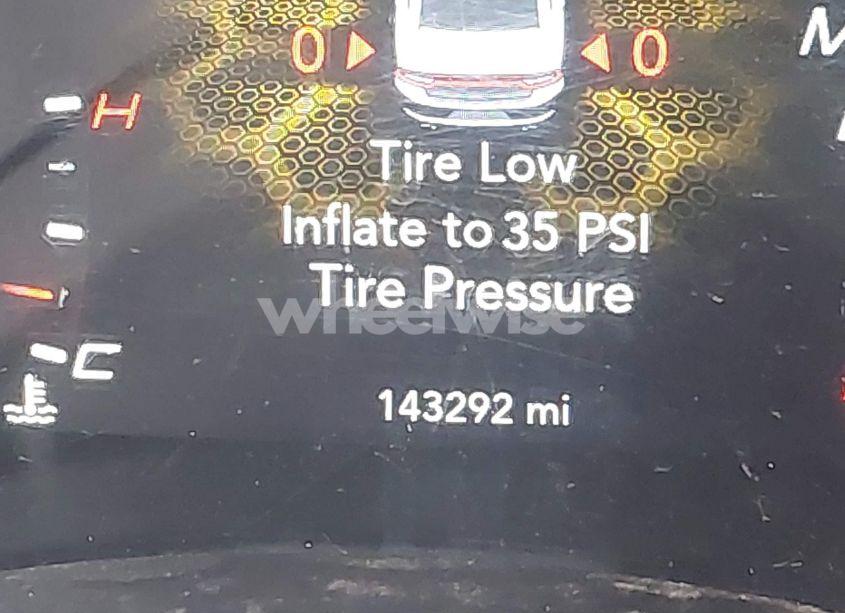 0 0
H
Tire Low
Inflate to 35 PSI
Tire Pressure
wheelwise
C
143292 mi